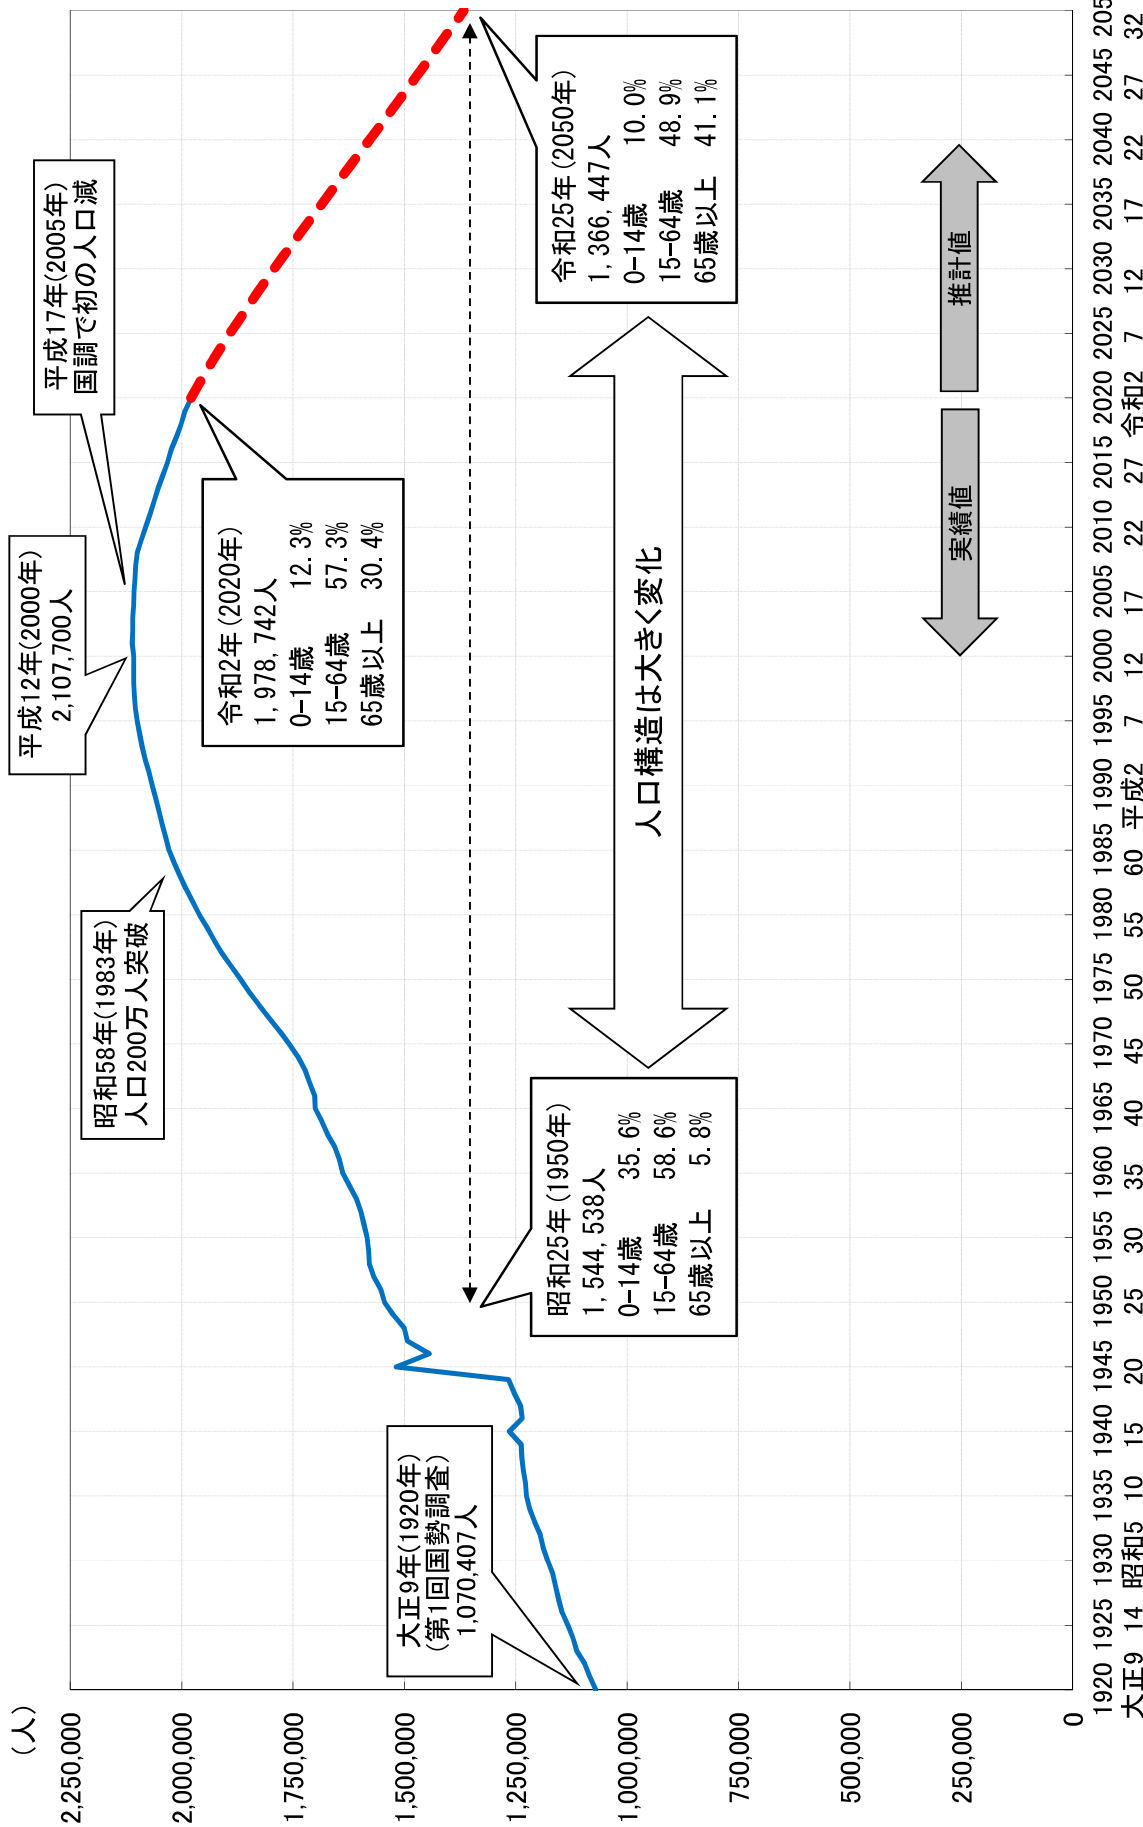 (人)
2,250,000
2,000,000
1,750,000
1,500,000
1,250,000
1,000,000
750,000
500,000
250,000
0
大正9年(1920年)
(第1回国勢調査)
1,070,407人
昭和58年(1983年)
人口200万人突破
平成12年(2000年)
2,107,700人
平成17年(2005年)
国調で初の人口減
令和2年(2020年)
1,978,742人
0-14歳 12.3%
15-64歳 57.3%
65歳以上 30.4%
昭和25年(1950年)
1,544,538人
0-14歳 35.6%
15-64歳 58.6%
65歳以上 5.8%
人口構造は大きく変化
令和25年(2050年)
1,366,447人
0-14歳 10.0%
15-64歳 48.9%
65歳以上 41.1%
実績値
推計値
1920 1925 1930 1935 1940 1945 1950 1955 1960 1965 1970 1975 1980 1985 1990 1995 2000 2005 2010 2015 2020 2025 2030 2035 2040 2045 205
大正9 14 昭和5 10 15 20 25 30 35 40 45 50 55 60 平成2 7 12 17 22 27 令和2 7 12 17 22 27 32